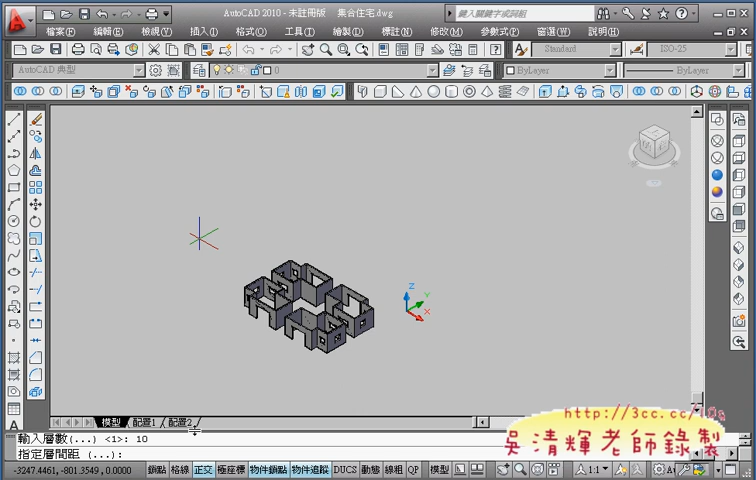 AutoCAD 2010 - 未註冊版 集合住宅.dwg
鍵入關鍵字或詞組
檔案(F) 編輯(E) 檢視(V) 插入(I) 格式(O) 工具(T) 繪製(D) 標註(N) 修改(M) 參數式(P) 視窗(W) 說明(H)
Standard ISO-25
AutoCAD 典型 0 ByLayer ByLayer
Z
Y
X
模型 配置1 配置2
http://3cc.cc/10g
吳清輝老師錄製
輸入層數(...) <1>: 10
指定層間距 (...):
-3247.4461, -801.3549, 0.0000 鎖點 格線 正交 極座標 物件鎖點 物件追蹤 DUCS 動態 線粗 QP 模型 1:1